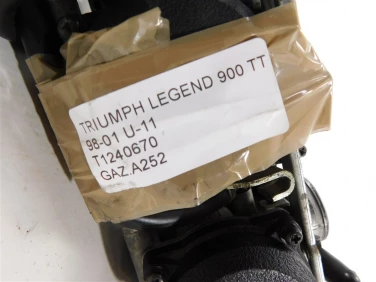 TRIUMPH LEGEND 900 TT
98-01 U-11
T1240670
GAZ.A252